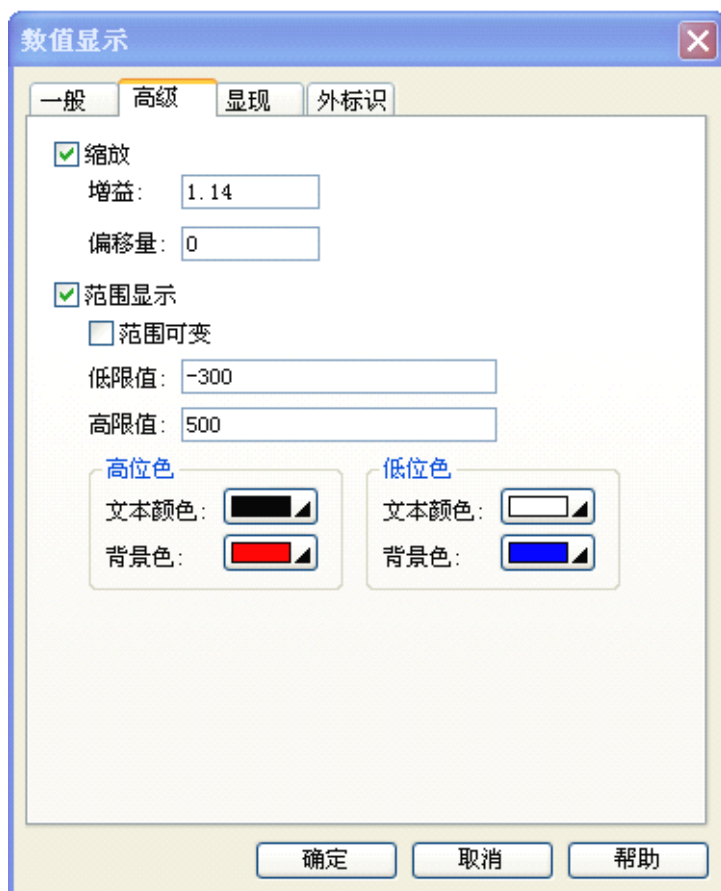 数值显示
一般 高级 显现 外标识
缩放
增益: 1.14
偏移量: 0
范围显示
范围可变
低限值: -300
高限值: 500
高位色 低位色
文本颜色: 文本颜色:
背景色: 背景色:
确定 取消 帮助